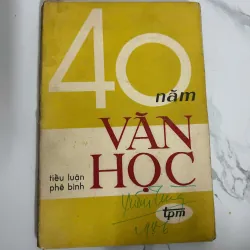 40
năm
VĂN
HỌC
tiểu luận
phê bình
tpm